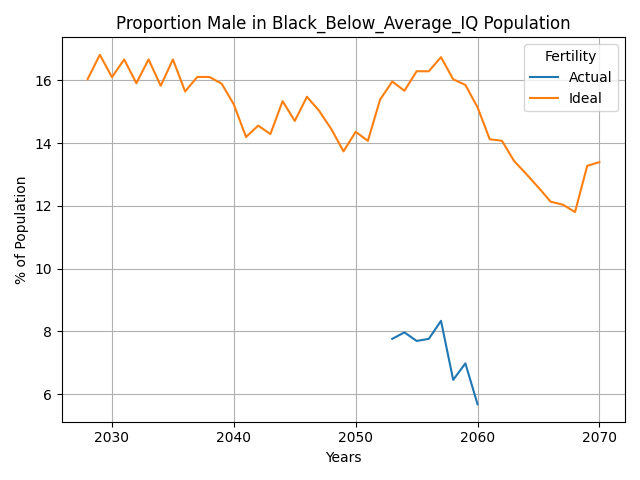 Proportion Male in Black_Below_Average_IQ Population
Fertility
Actual
Ideal
% of Population
16
14
12
10
8
6
2030 2040 2050 2060 2070
Years